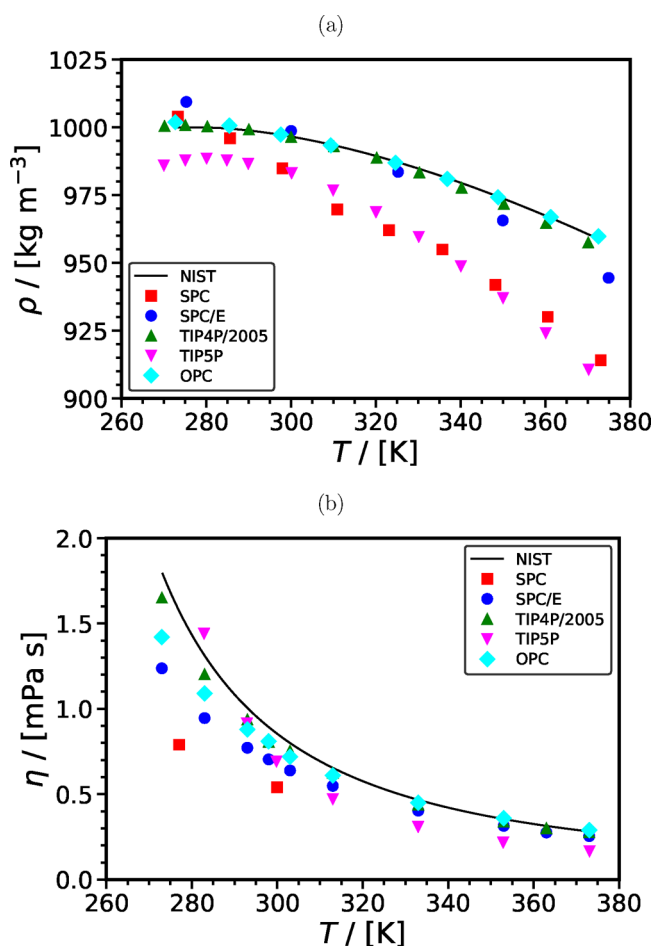 (a)
1025
1000
975
950
925
900
ρ / [kg m⁻³]
NIST
SPC
SPC/E
TIP4P/2005
TIP5P
OPC
260 280 300 320 340 360 380
T / [K]
(b)
2.0
1.5
1.0
0.5
0.0
η / [mPa s]
NIST
SPC
SPC/E
TIP4P/2005
TIP5P
OPC
260 280 300 320 340 360 380
T / [K]